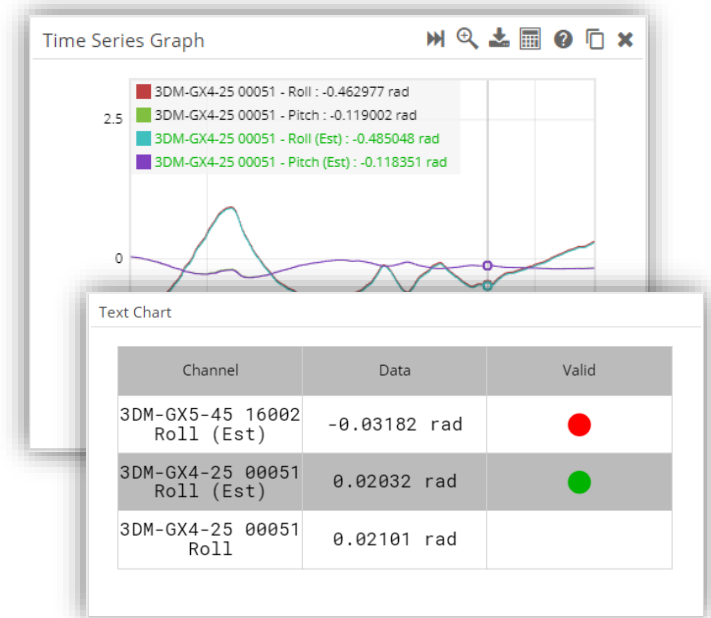 Time Series Graph
3DM-GX4-25 00051 - Roll : -0.462977 rad
3DM-GX4-25 00051 - Pitch : -0.119002 rad
3DM-GX4-25 00051 - Roll (Est) : -0.485048 rad
3DM-GX4-25 00051 - Pitch (Est) : -0.118351 rad
2.5
0
Text Chart
Channel Data Valid
3DM-GX5-45 16002
Roll (Est) -0.03182 rad
3DM-GX4-25 00051
Roll (Est) 0.02032 rad
3DM-GX4-25 00051
Roll 0.02101 rad